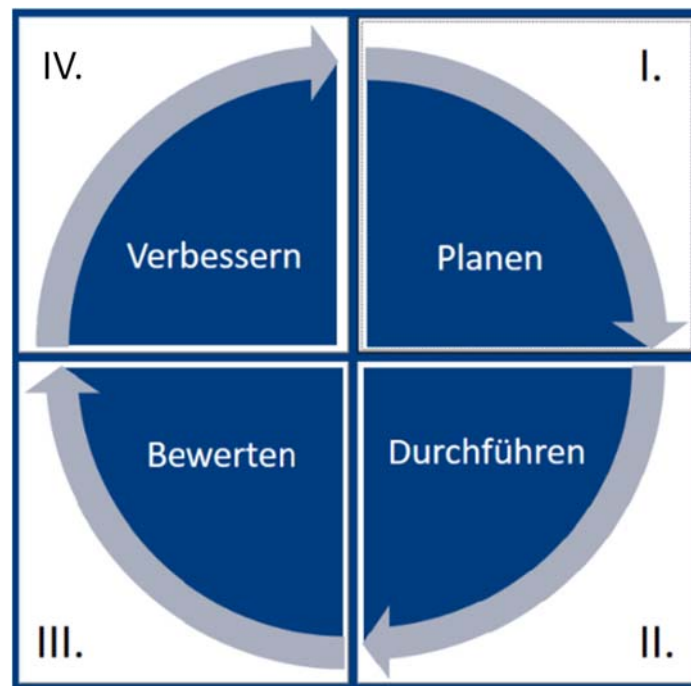 IV.
I.
Verbessern
Planen
Bewerten
Durchführen
III.
II.